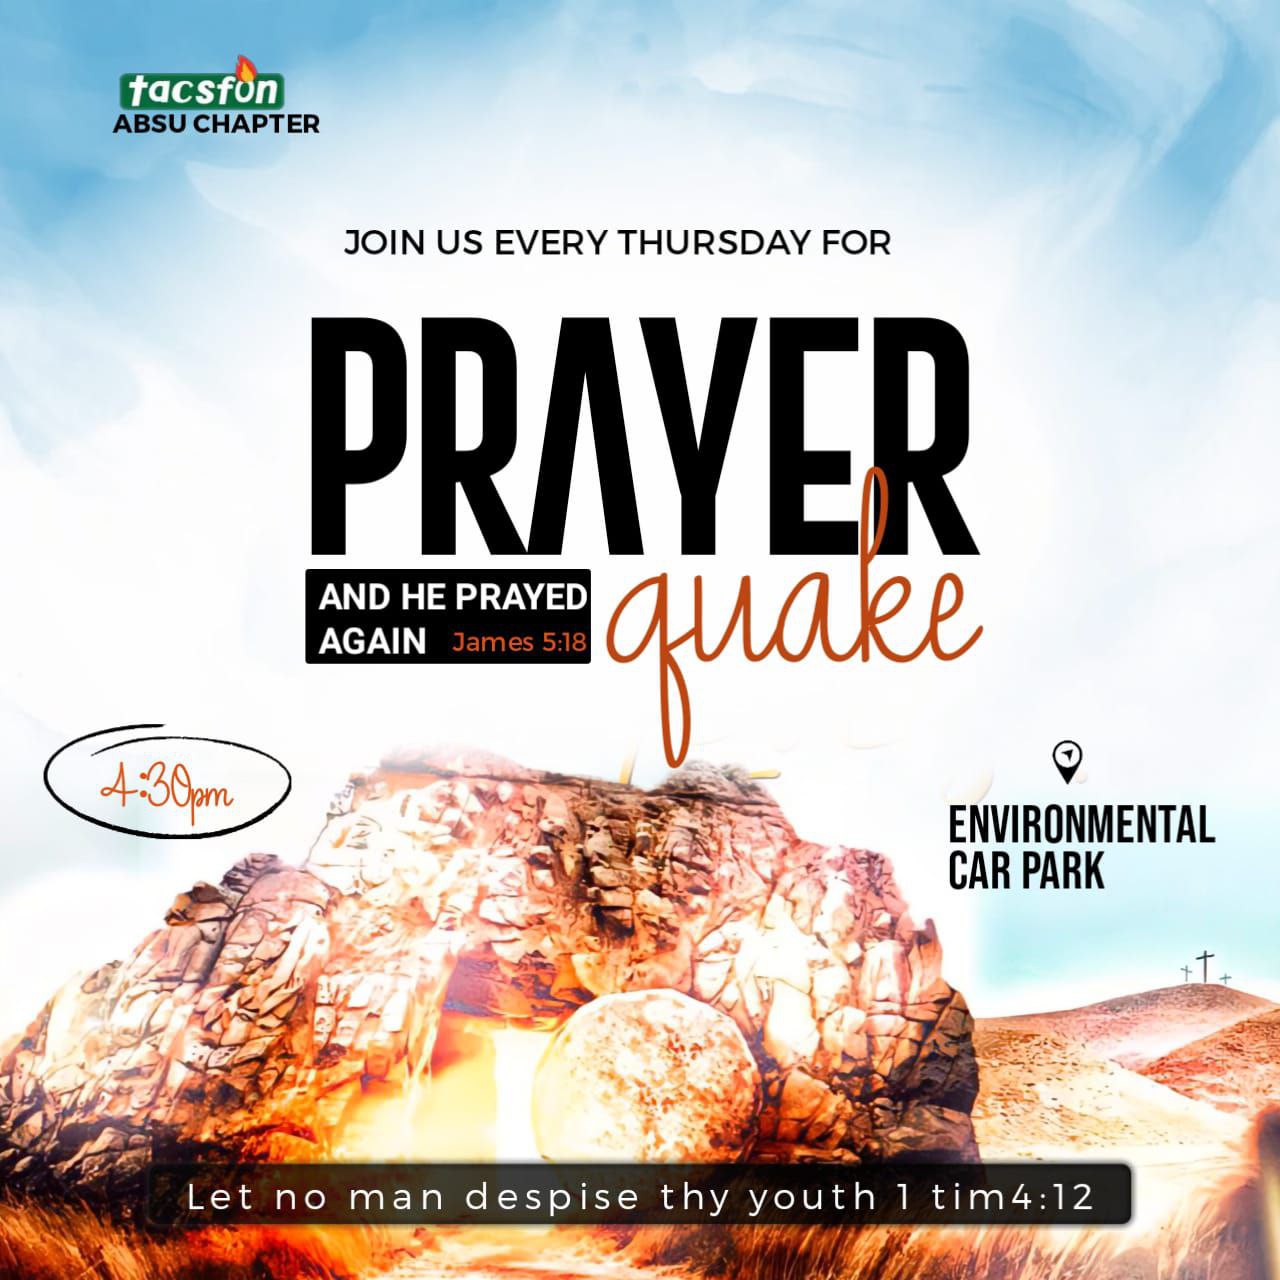 tacsfon
ABSU CHAPTER
JOIN US EVERY THURSDAY FOR
PRAYER
quake
AND HE PRAYED
AGAIN James 5:18
4:30pm
ENVIRONMENTAL
CAR PARK
Let no man despise thy youth 1 tim4:12